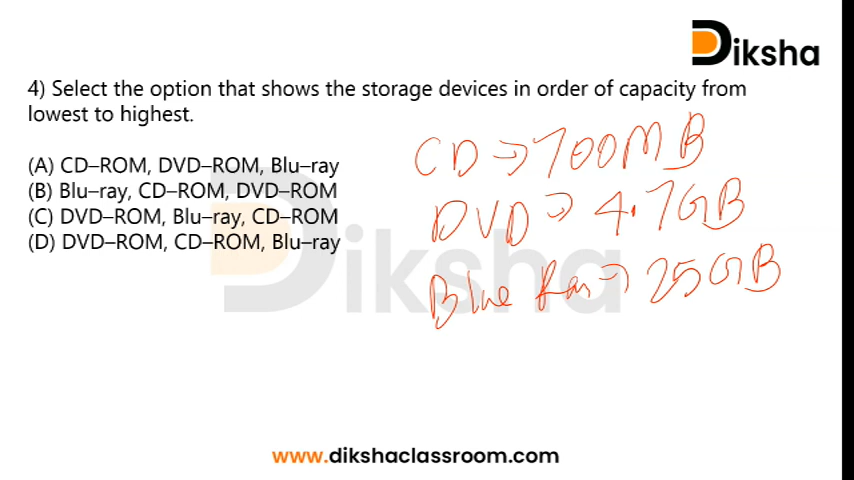 Diksha
4) Select the option that shows the storage devices in order of capacity from
lowest to highest.
(A) CD–ROM, DVD–ROM, Blu–ray
(B) Blu–ray, CD–ROM, DVD–ROM
(C) DVD–ROM, Blu–ray, CD–ROM
(D) DVD–ROM, CD–ROM, Blu–ray
CD → 700MB
DVD → 4.7GB
Blue Ray → 25GB
Diksha
www.dikshaclassroom.com